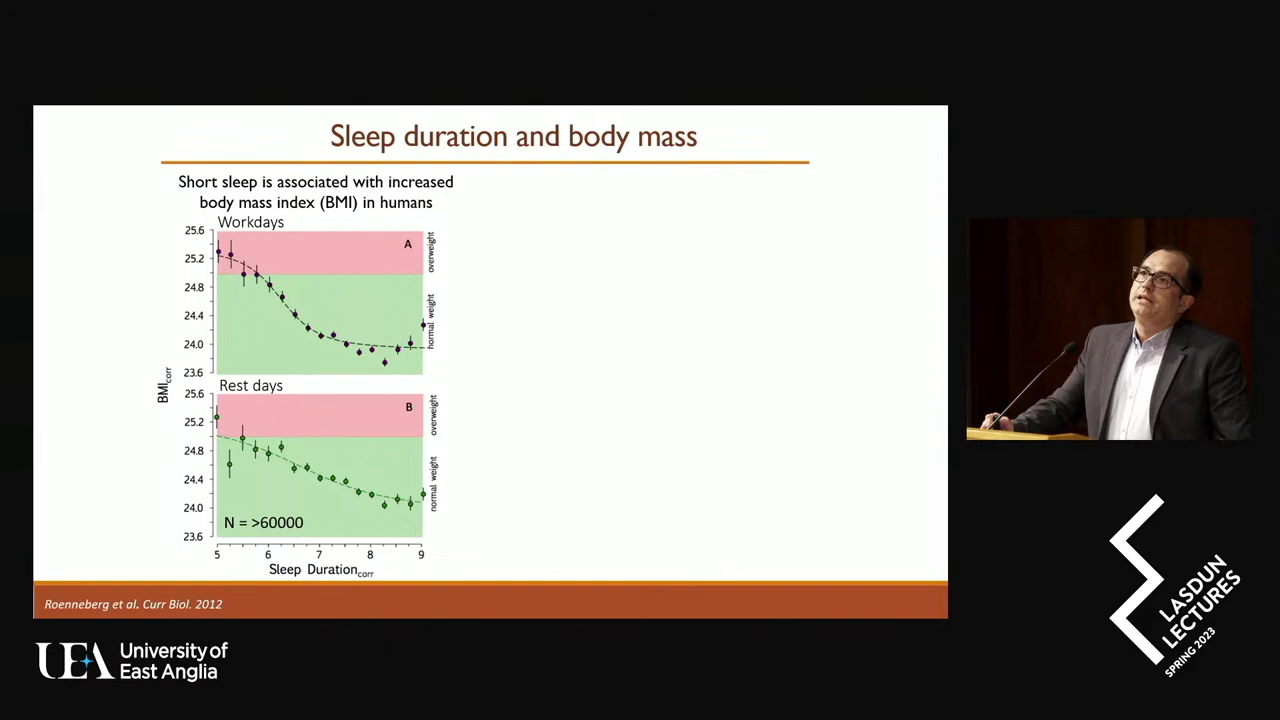 Sleep duration and body mass
Short sleep is associated with increased
body mass index (BMI) in humans
Workdays
25.6
25.2
24.8
24.4
24.0
23.6
A
overweight
normal weight
BMIcorr
Rest days
25.6
25.2
24.8
24.4
24.0
23.6
B
overweight
normal weight
N = >60000
5 6 7 8 9
Sleep Durationcorr
Roenneberg et al. Curr Biol. 2012
UEA University of
East Anglia
LASDUN
LECTURES
SPRING 2023